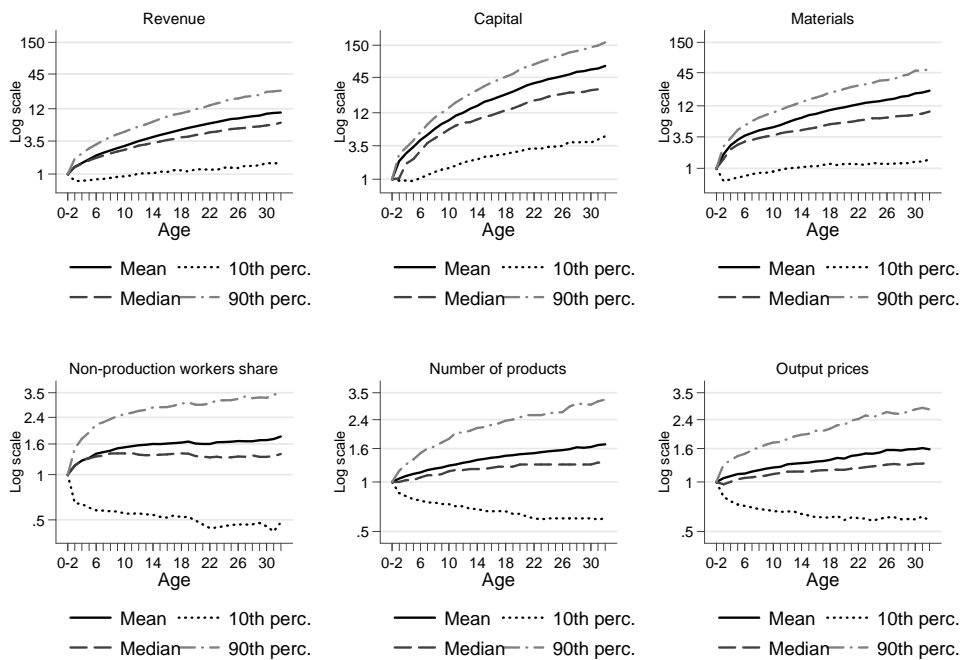 Revenue
Log scale
150
45
12
3.5
1
0-2 6 10 14 18 22 26 30
Age
Mean 10th perc.
Median 90th perc.
Capital
Log scale
150
45
12
3.5
1
0-2 6 10 14 18 22 26 30
Age
Mean 10th perc.
Median 90th perc.
Materials
Log scale
150
45
12
3.5
1
0-2 6 10 14 18 22 26 30
Age
Mean 10th perc.
Median 90th perc.
Non-production workers share
Log scale
3.5
2.4
1.6
1
.5
0-2 6 10 14 18 22 26 30
Age
Mean 10th perc.
Median 90th perc.
Number of products
Log scale
3.5
2.4
1.6
1
.5
0-2 6 10 14 18 22 26 30
Age
Mean 10th perc.
Median 90th perc.
Output prices
Log scale
3.5
2.4
1.6
1
.5
0-2 6 10 14 18 22 26 30
Age
Mean 10th perc.
Median 90th perc.